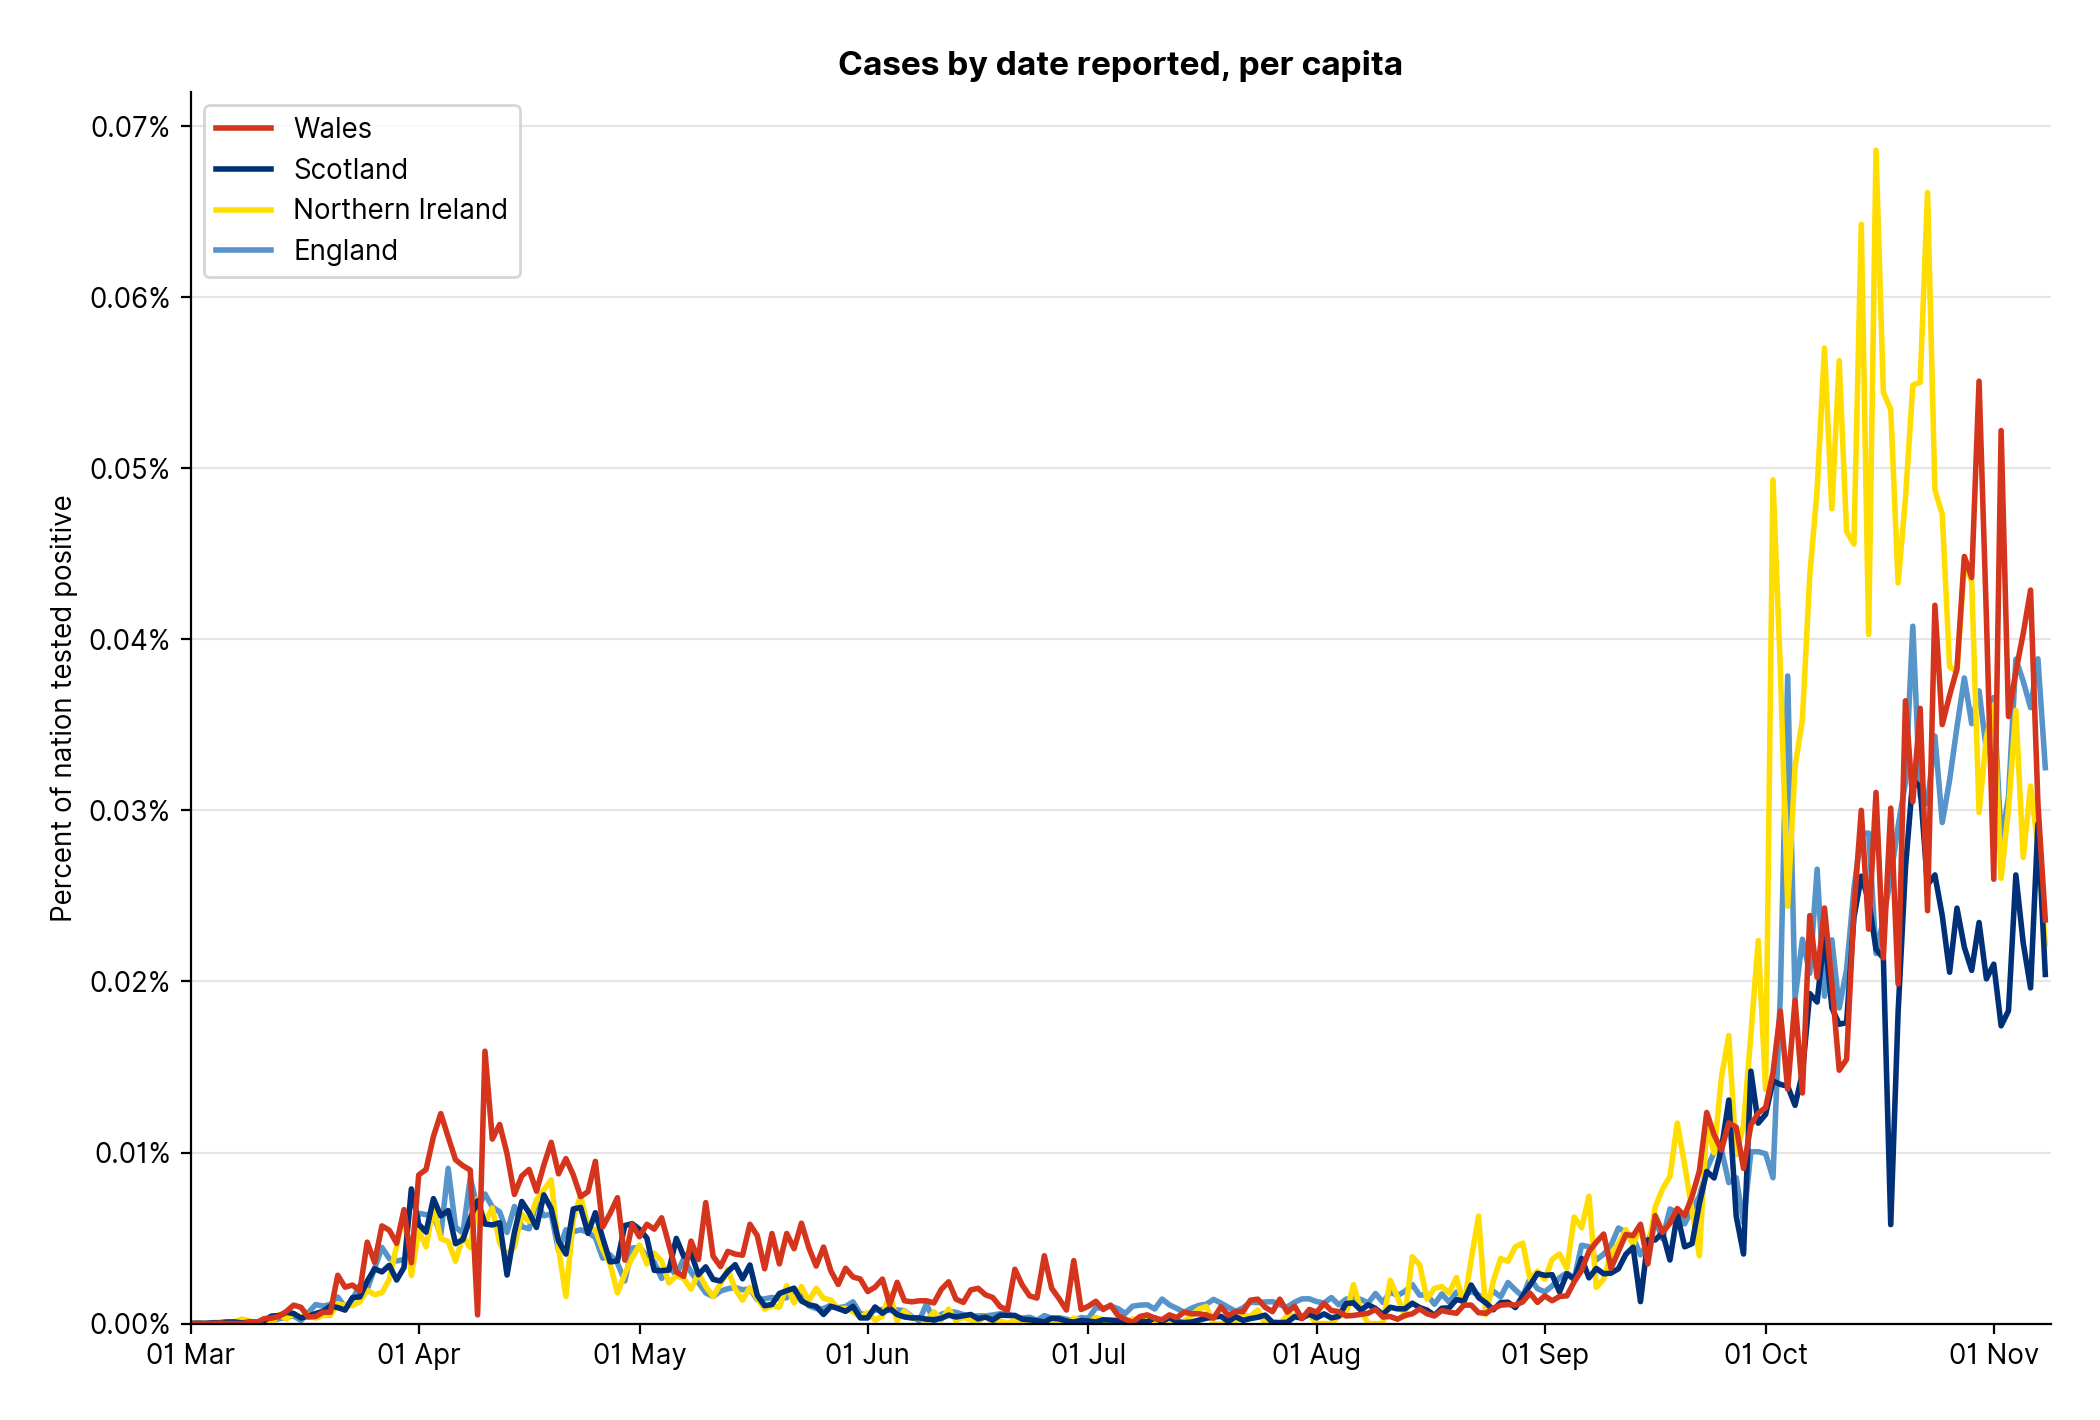 Cases by date reported, per capita
Wales
Scotland
Northern Ireland
England
Percent of nation tested positive
0.07%
0.06%
0.05%
0.04%
0.03%
0.02%
0.01%
0.00%
01 Mar
01 Apr
01 May
01 Jun
01 Jul
01 Aug
01 Sep
01 Oct
01 Nov